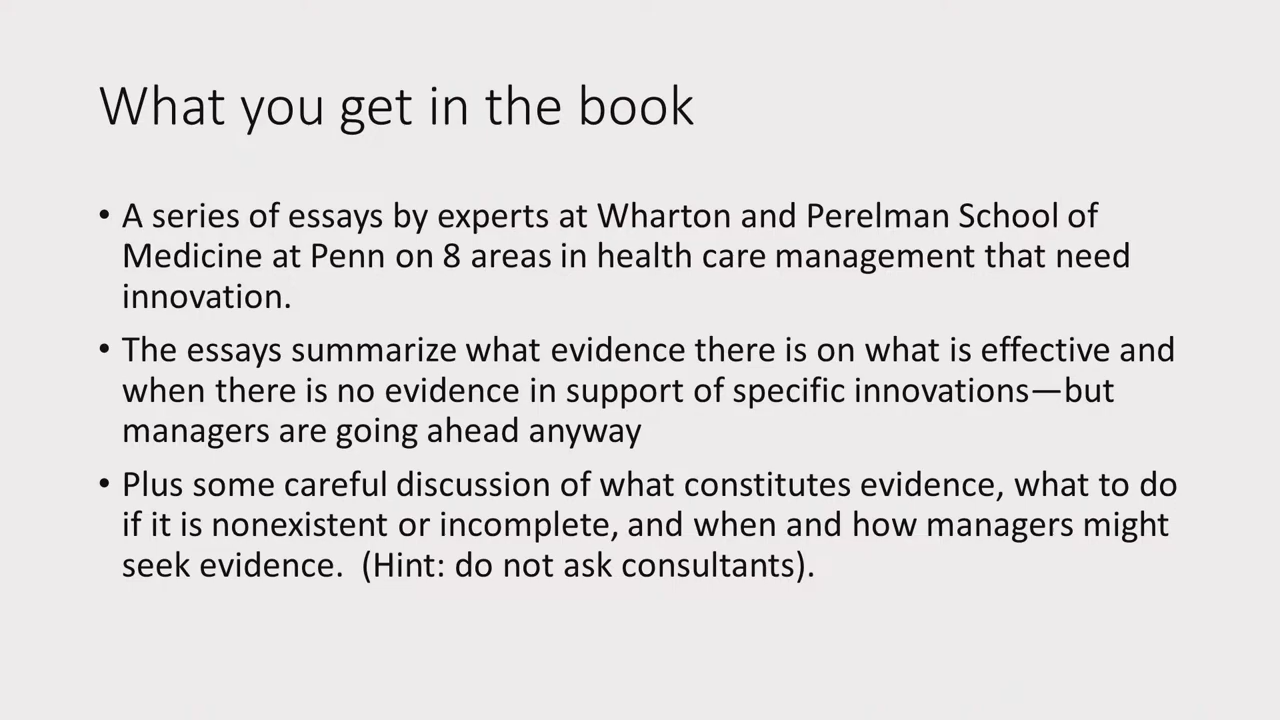 What you get in the book
• A series of essays by experts at Wharton and Perelman School of
Medicine at Penn on 8 areas in health care management that need
innovation.
• The essays summarize what evidence there is on what is effective and
when there is no evidence in support of specific innovations—but
managers are going ahead anyway
• Plus some careful discussion of what constitutes evidence, what to do
if it is nonexistent or incomplete, and when and how managers might
seek evidence.  (Hint: do not ask consultants).